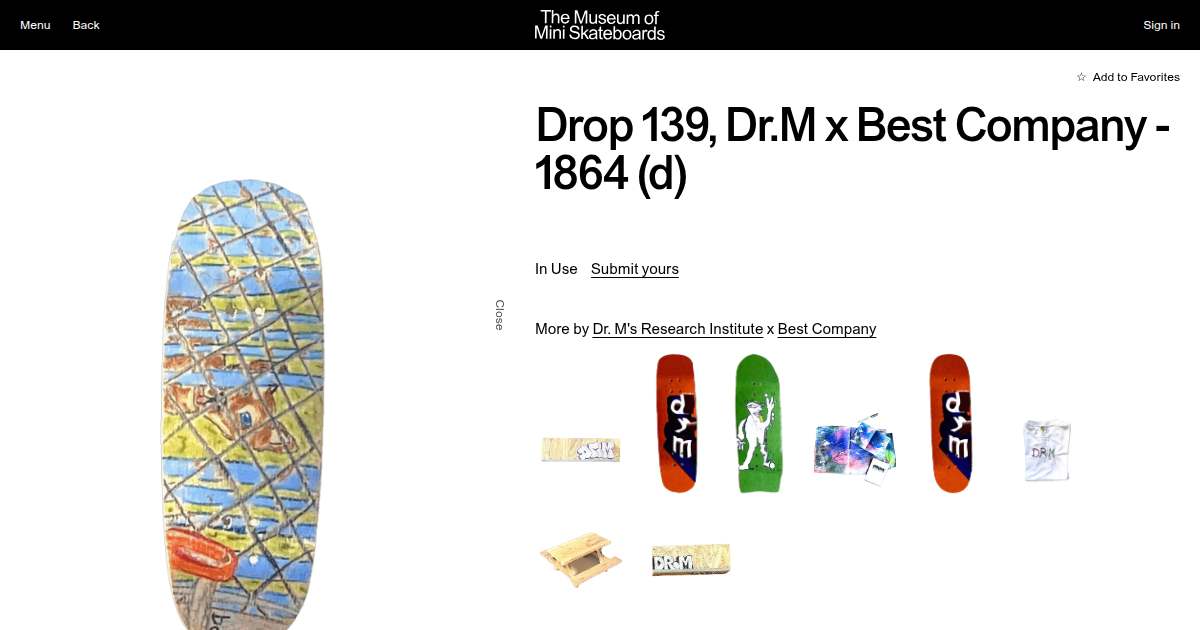 Menu
Back
The Museum of
Mini Skateboards
Sign in
☆ Add to Favorites
Drop 139, Dr.M x Best Company -
1864 (d)
In Use Submit yours
Close
More by Dr. M's Research Institute x Best Company
DR.M
DR.M